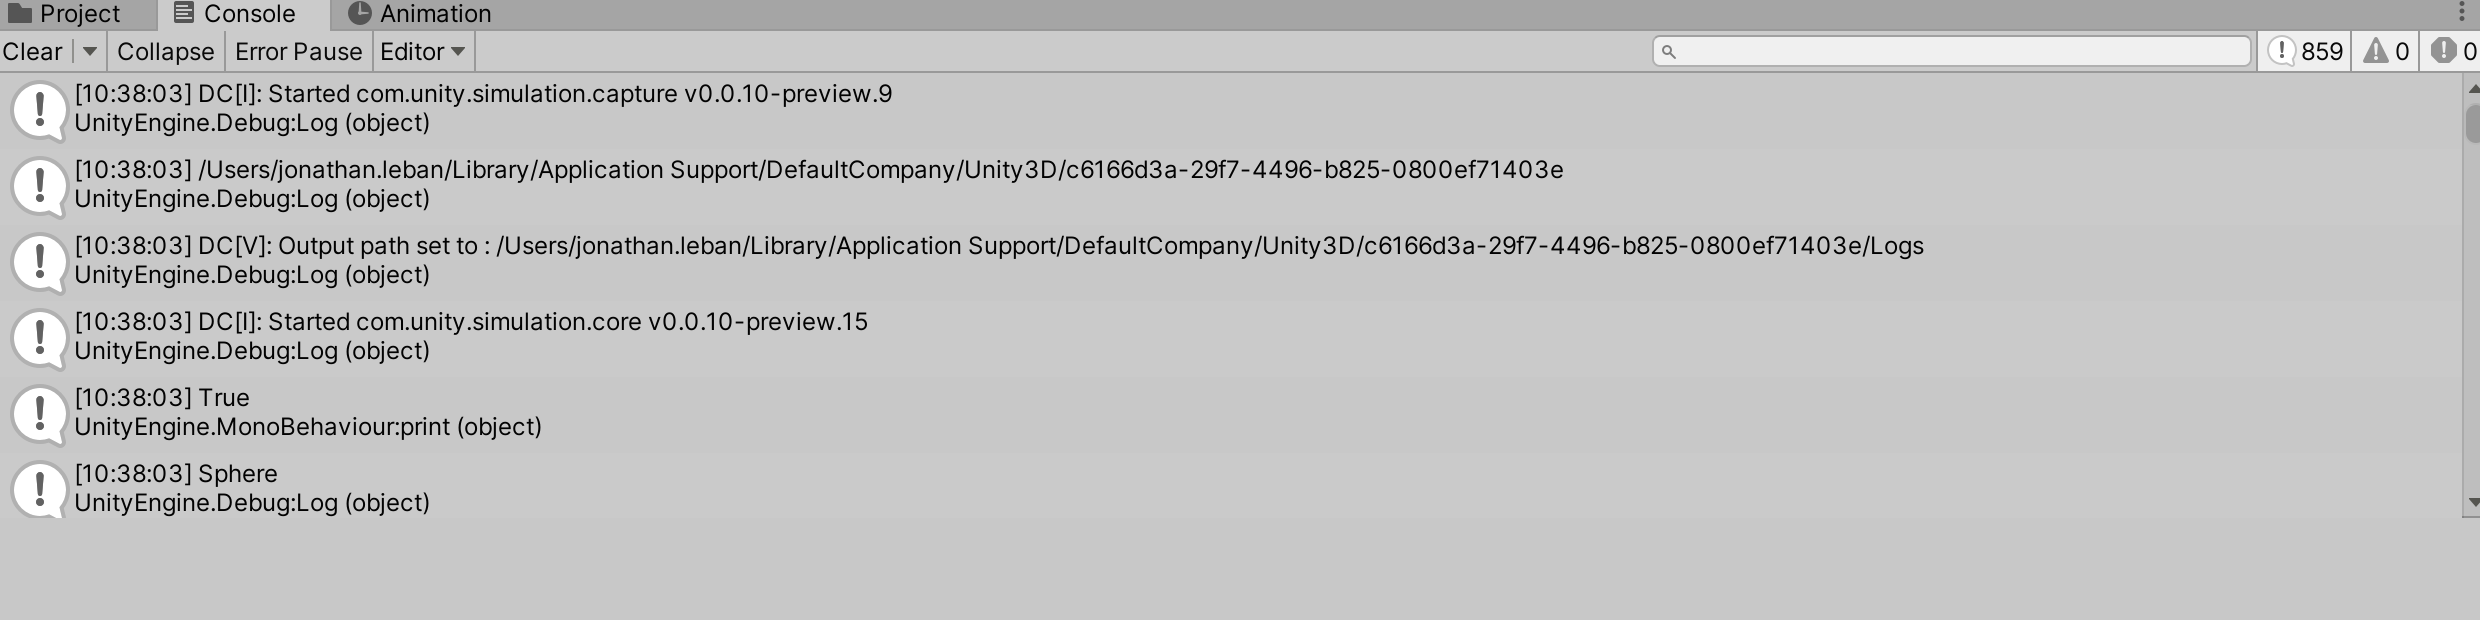 Project Console Animation
Clear Collapse Error Pause Editor 859 0 0
[10:38:03] DC[I]: Started com.unity.simulation.capture v0.0.10-preview.9
UnityEngine.Debug:Log (object)
[10:38:03] /Users/jonathan.leban/Library/Application Support/DefaultCompany/Unity3D/c6166d3a-29f7-4496-b825-0800ef71403e
UnityEngine.Debug:Log (object)
[10:38:03] DC[V]: Output path set to : /Users/jonathan.leban/Library/Application Support/DefaultCompany/Unity3D/c6166d3a-29f7-4496-b825-0800ef71403e/Logs
UnityEngine.Debug:Log (object)
[10:38:03] DC[I]: Started com.unity.simulation.core v0.0.10-preview.15
UnityEngine.Debug:Log (object)
[10:38:03] True
UnityEngine.MonoBehaviour:print (object)
[10:38:03] Sphere
UnityEngine.Debug:Log (object)